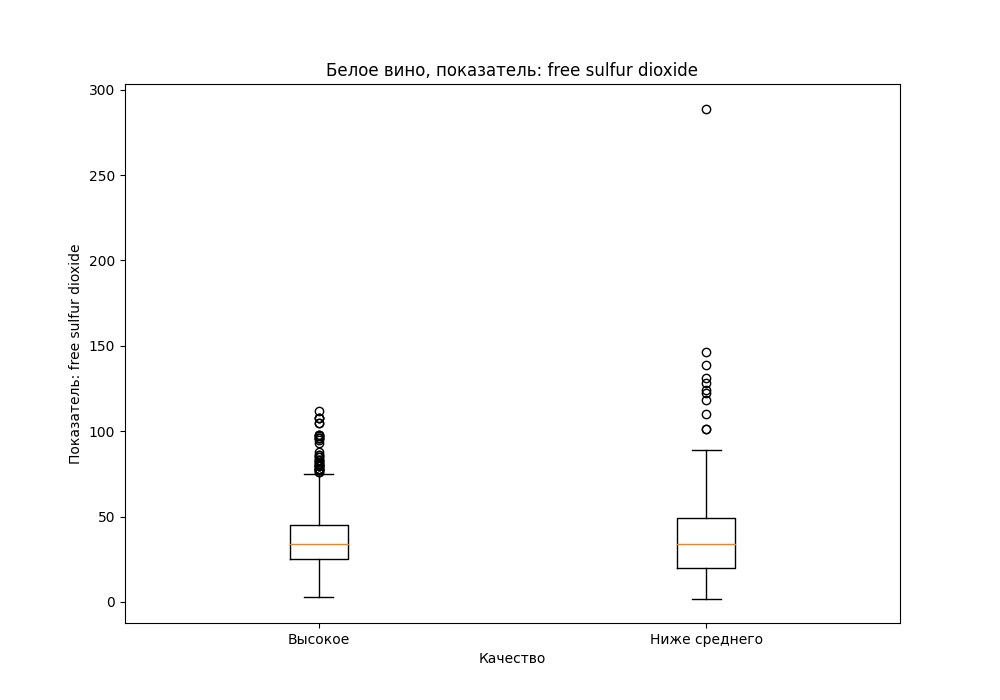 Белое вино, показатель: free sulfur dioxide
300
250
200
150
100
50
0
Показатель: free sulfur dioxide
Высокое
Ниже среднего
Качество